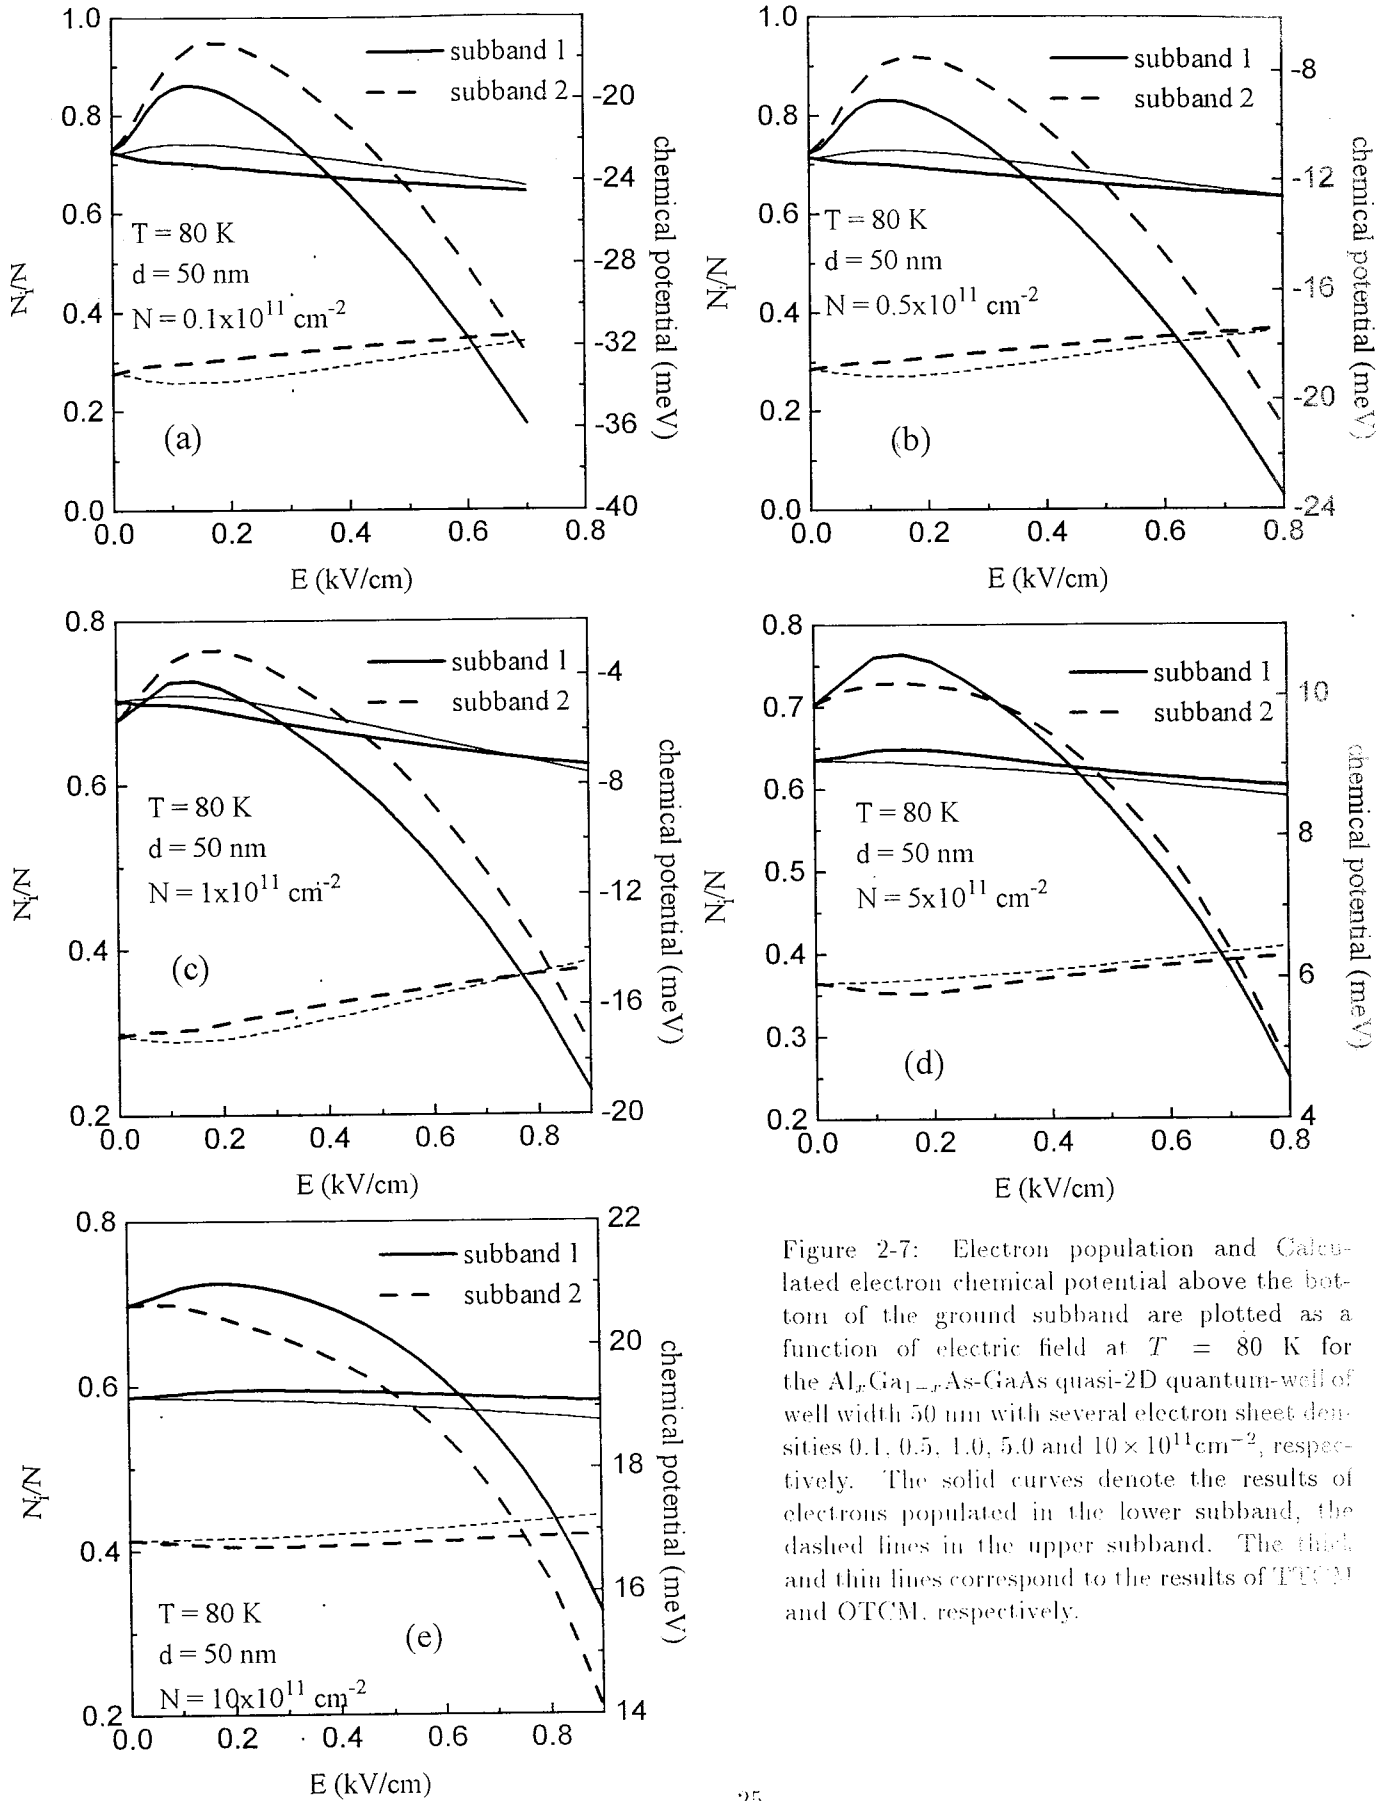 1.0
0.8
0.6
0.4
0.2
0.0
0.0 0.2 0.4 0.6 0.8
E (kV/cm)
Ni/N
subband 1
subband 2
T = 80 K
d = 50 nm
N = 0.1x10^11 cm^-2
(a)
-20
-24
-28
-32
-36
-40
chemical potential (meV)
1.0
0.8
0.6
0.4
0.2
0.0
0.0 0.2 0.4 0.6 0.8
E (kV/cm)
Ni/N
subband 1
subband 2
T = 80 K
d = 50 nm
N = 0.5x10^11 cm^-2
(b)
-8
-12
-16
-20
-24
chemical potential (meV)
0.8
0.6
0.4
0.2
0.0 0.2 0.4 0.6 0.8
E (kV/cm)
Ni/N
subband 1
subband 2
T = 80 K
d = 50 nm
N = 1x10^11 cm^-2
(c)
-4
-8
-12
-16
-20
chemical potential (meV)
0.8
0.7
0.6
0.5
0.4
0.3
0.2
0.0 0.2 0.4 0.6 0.8
E (kV/cm)
Ni/N
subband 1
subband 2
T = 80 K
d = 50 nm
N = 5x10^11 cm^-2
(d)
10
8
6
4
chemical potential (meV)
0.8
0.6
0.4
0.2
0.0 0.2 0.4 0.6 0.8
E (kV/cm)
Ni/N
subband 1
subband 2
T = 80 K
d = 50 nm
N = 10x10^11 cm^-2
(e)
22
20
18
16
14
chemical potential (meV)
Figure 2-7: Electron population and Calcu-
lated electron chemical potential above the bot-
tom of the ground subband are plotted as a
function of electric field at T = 80 K for
the AlxGa1-xAs-GaAs quasi-2D quantum-well of
well width 50 nm with several electron sheet den-
sities 0.1, 0.5, 1.0, 5.0 and 10 × 10^11cm^-2, respec-
tively. The solid curves denote the results of
electrons populated in the lower subband, the
dashed lines in the upper subband. The thick
and thin lines correspond to the results of TTCM
and OTCM, respectively.